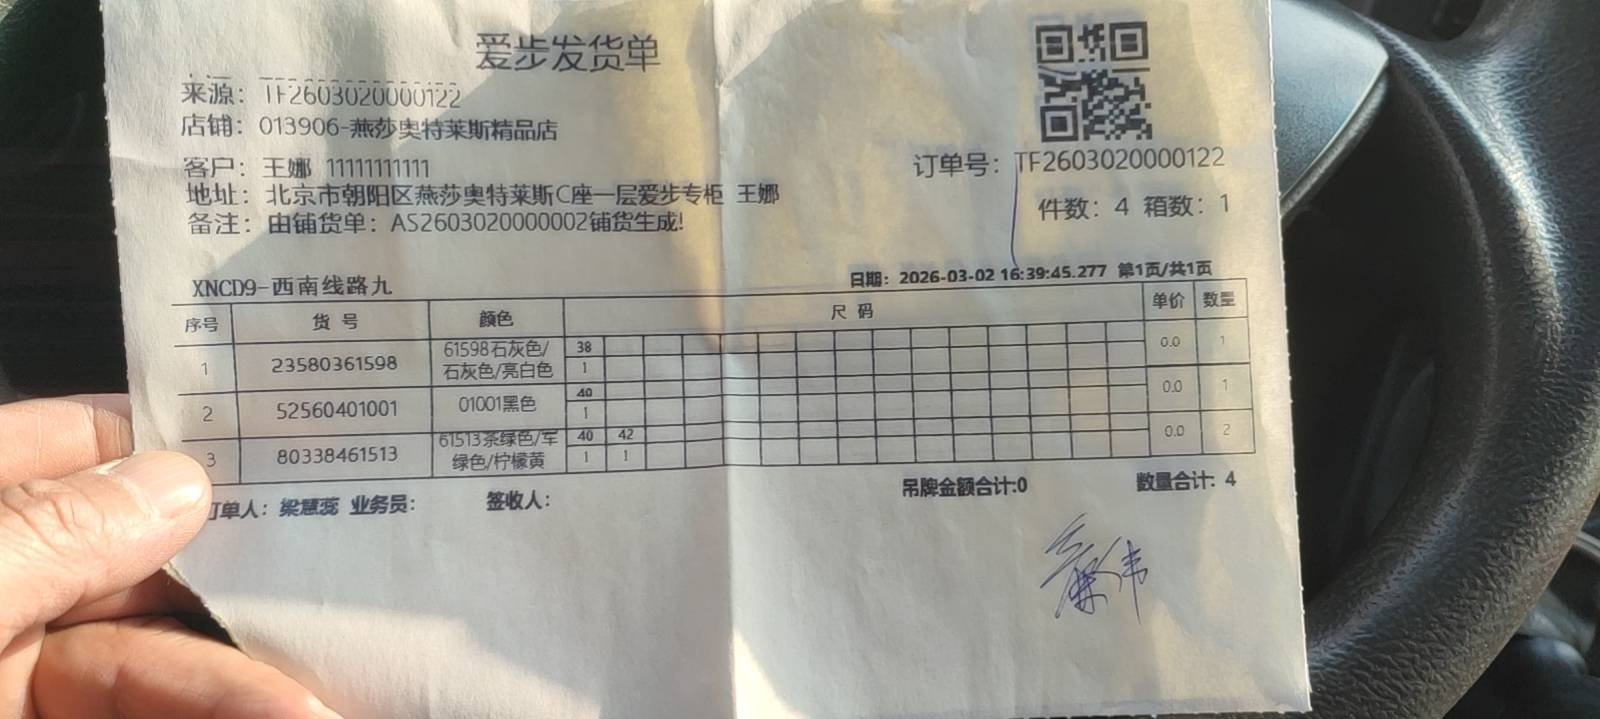 爱步发货单
来源：TF2603020000122
店铺：013906-燕莎奥特莱斯精品店
客户：王娜 11111111111
订单号：TF2603020000122
地址：北京市朝阳区燕莎奥特莱斯C座一层爱步专柜 王娜
件数：4 箱数：1
备注：由铺货单：AS2603020000002铺货生成!
XNCD9-西南线路九
日期：2026-03-02 16:39:45.277 第1页/共1页
序号 货号 颜色 尺码 单价 数量
1 23580361598 61598石灰色/石灰色/亮白色 38 0.0 1
1
2 52560401001 01001黑色 40 0.0 1
1
3 80338461513 61513条绿色/军绿色/柠檬黄 40 42 0.0 2
1 1
吊牌金额合计:0 数量合计：4
订单人：梁慧蕊 业务员： 签收人：